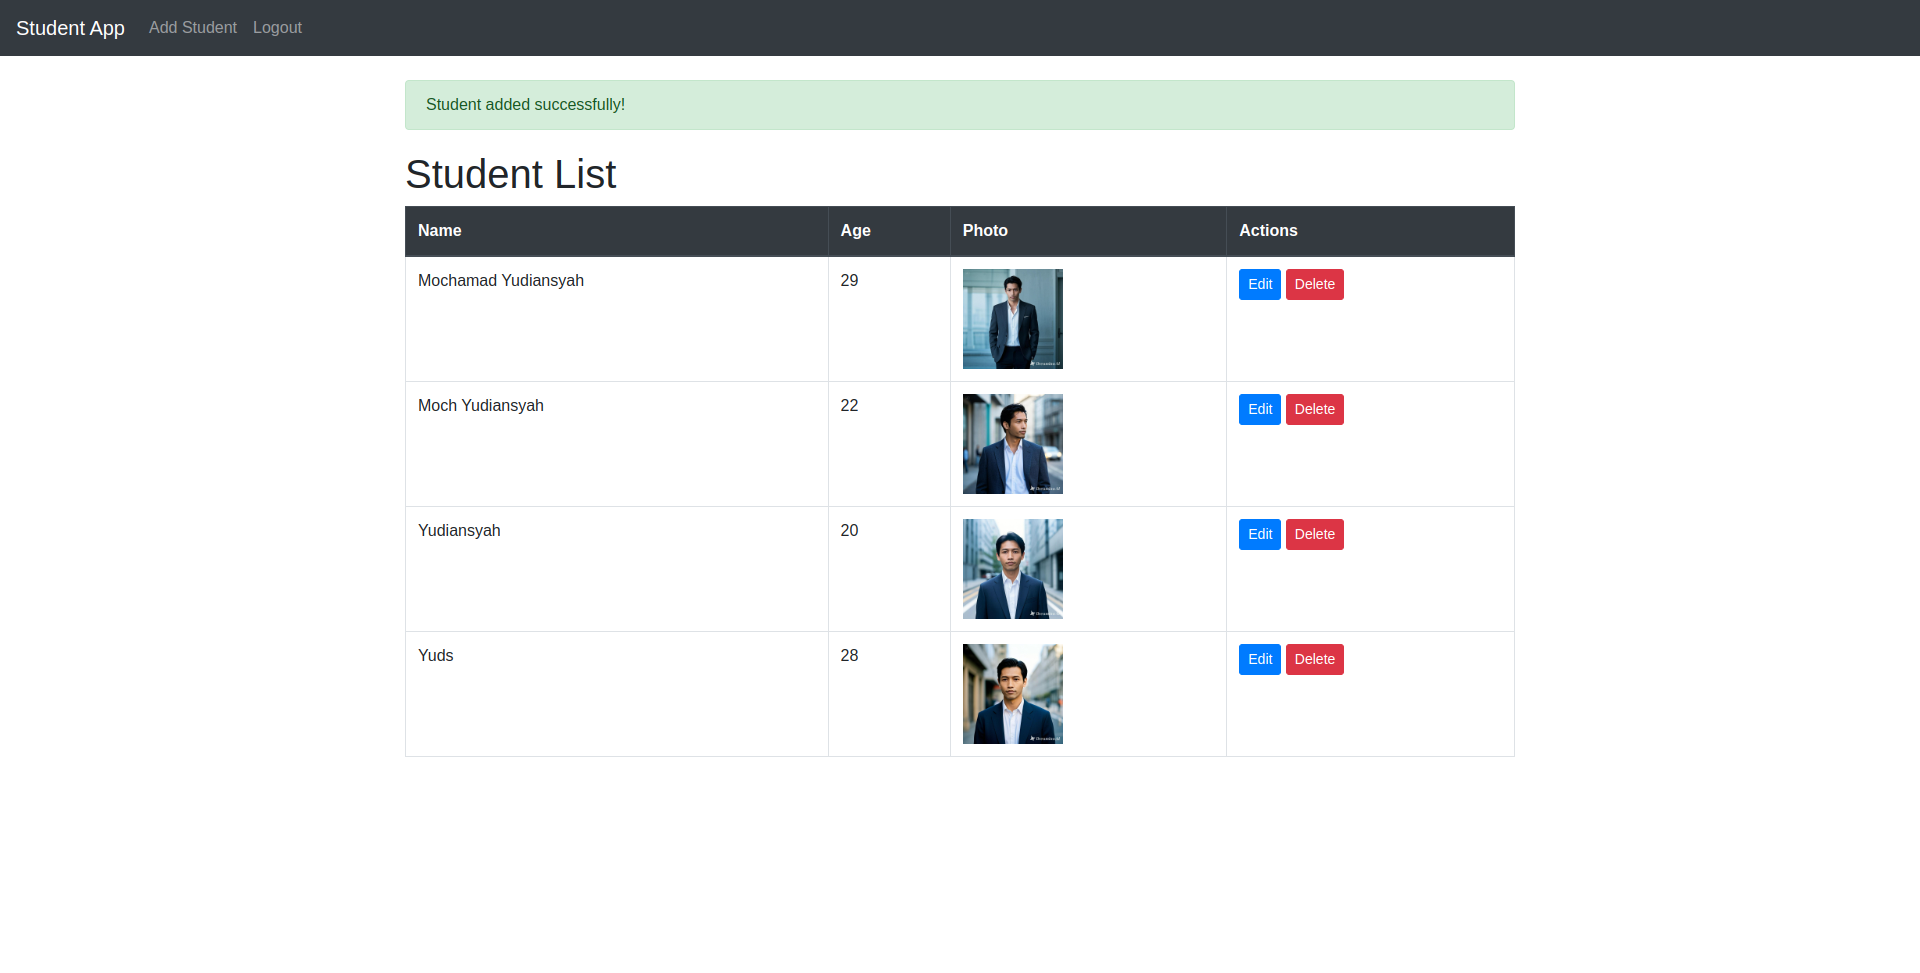 Student App Add Student Logout
Student added successfully!
Student List
Name Age Photo Actions
Mochamad Yudiansyah 29 Edit Delete
Moch Yudiansyah 22 Edit Delete
Yudiansyah 20 Edit Delete
Yuds 28 Edit Delete